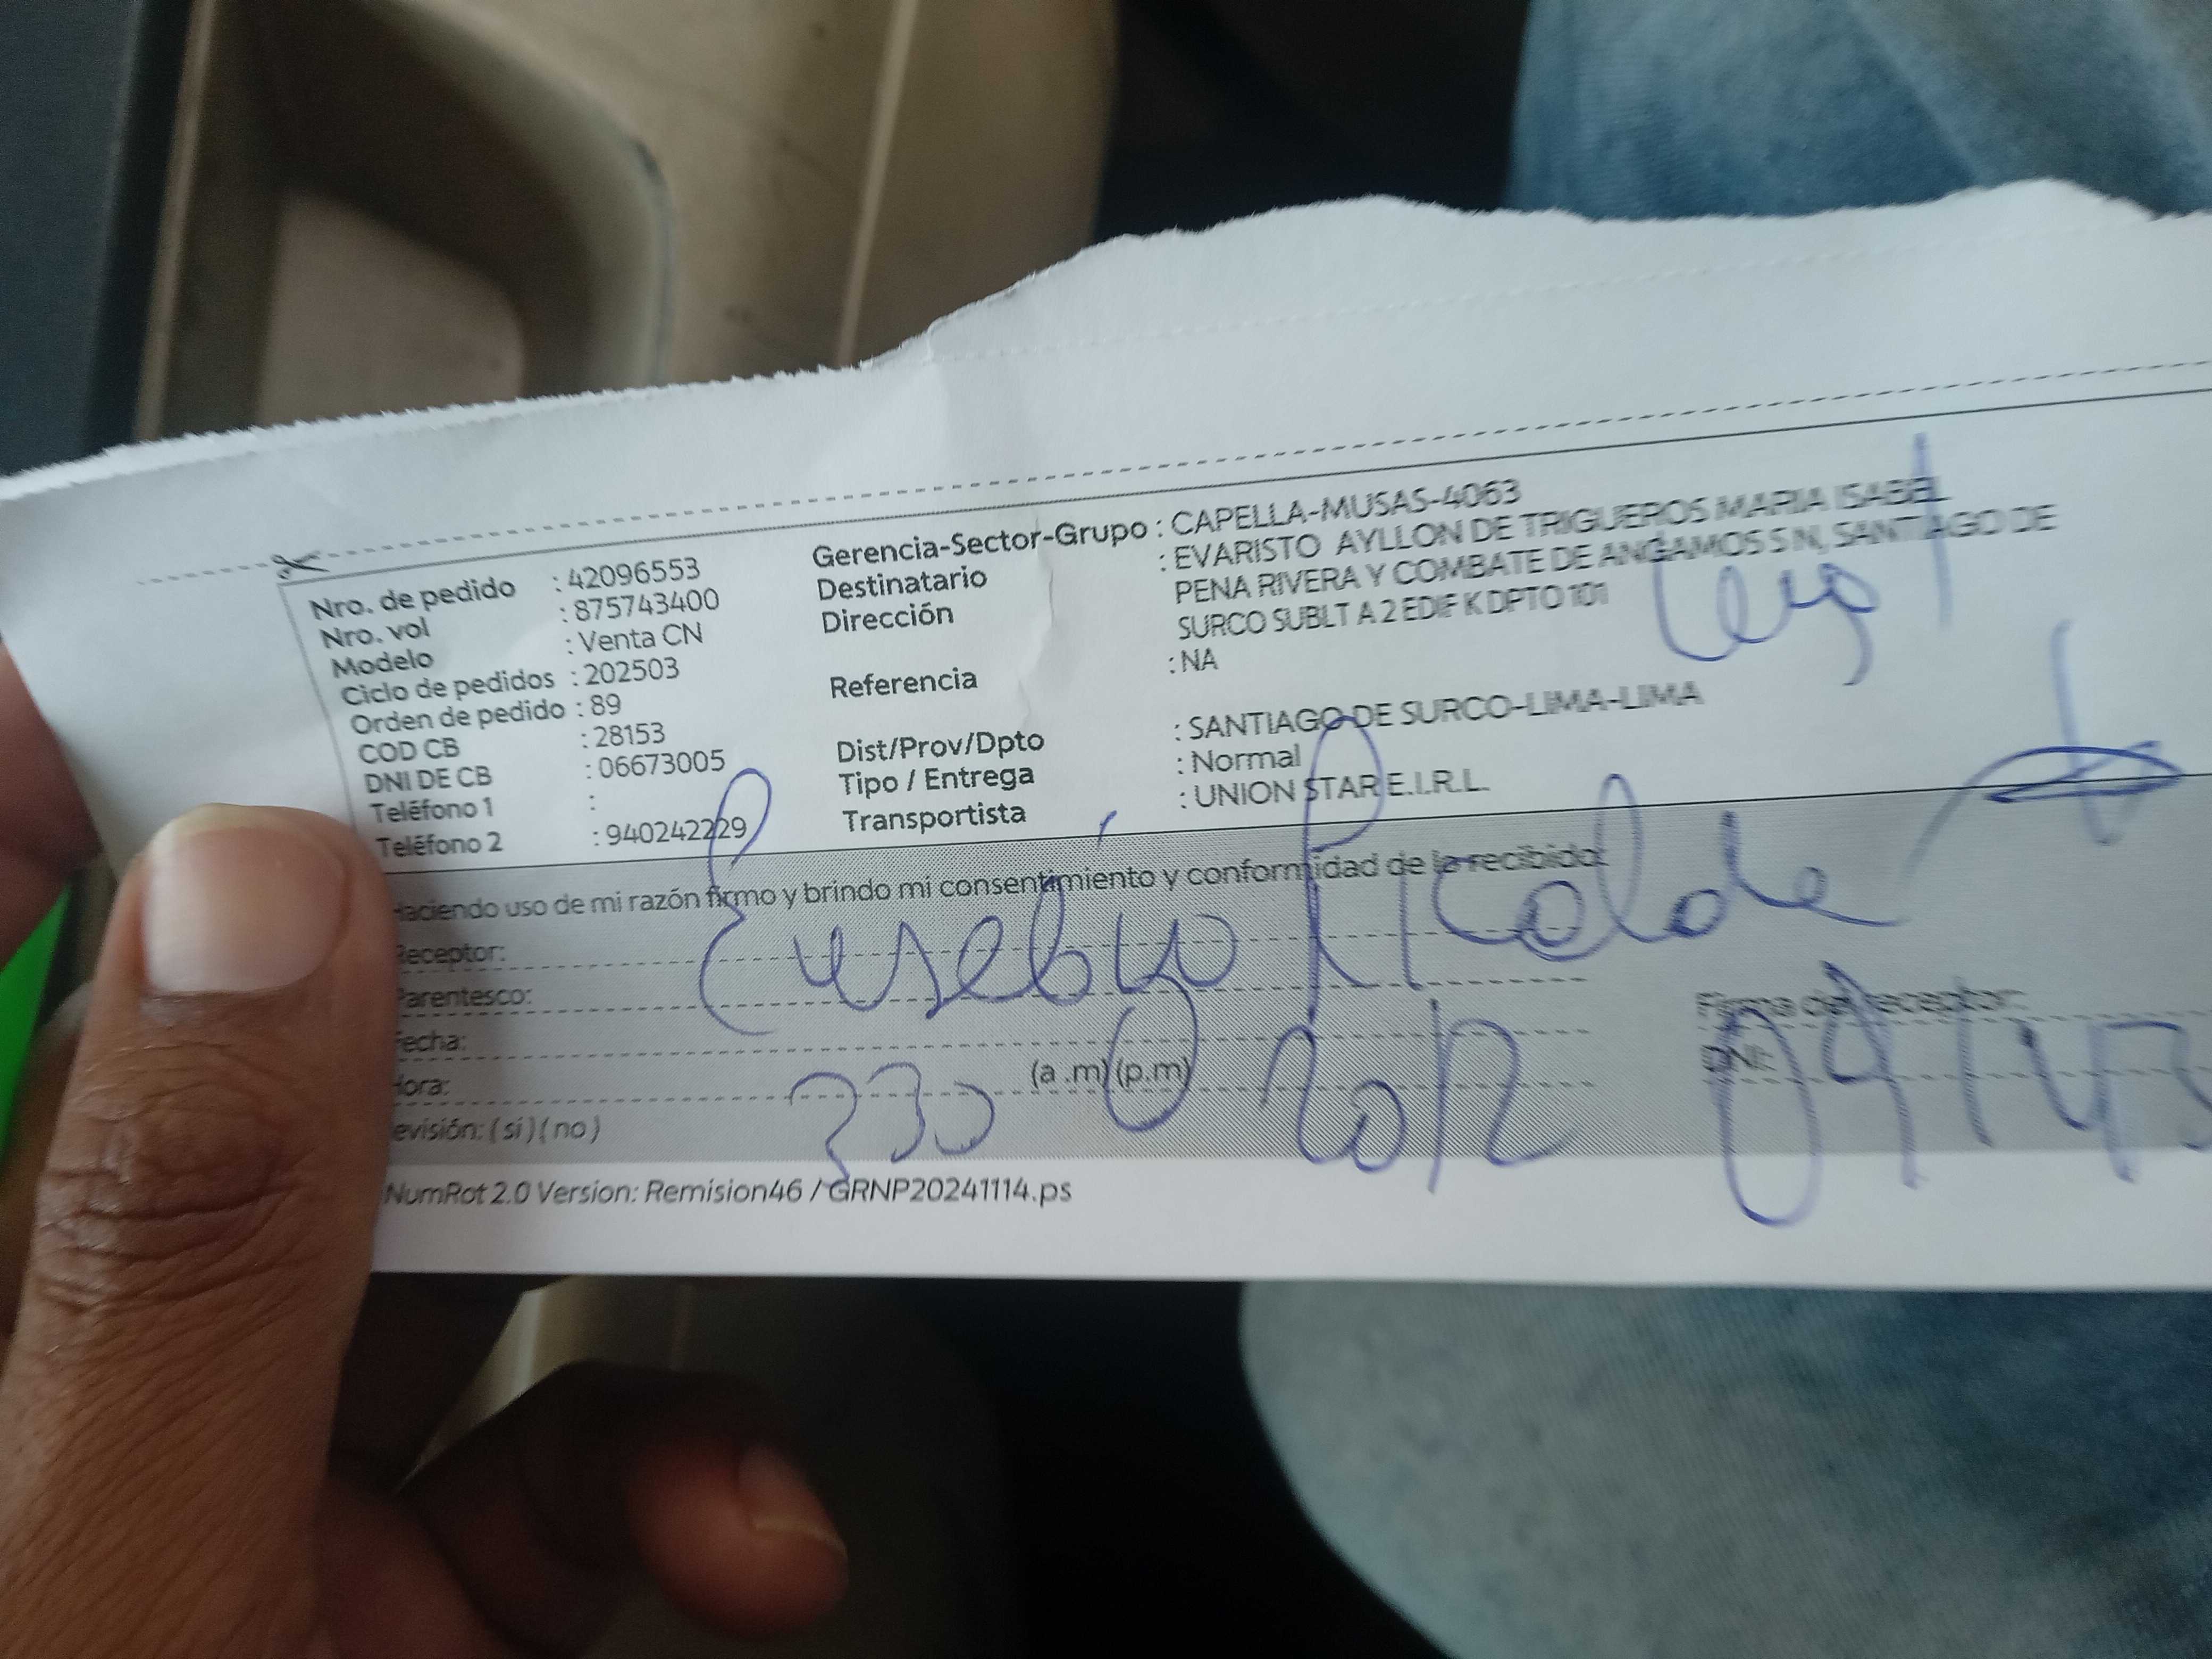 Nro. de pedido : 42096553
Nro. vol : 875743400
Modelo : Venta CN
Ciclo de pedidos : 202503
Orden de pedido : 89
COD CB : 28153
DNI DE CB : 06673005
Teléfono 1 :
Teléfono 2 : 940242229
Gerencia-Sector-Grupo : CAPELLA-MUSAS-4063
Destinatario : EVARISTO AYLLON DE TRIGUEROS MARIA ISABEL
Dirección PENA RIVERA Y COMBATE DE ANGAMOS S N, SANTIAGO DE
SURCO SUBLT A 2 EDIF K DPTO 101
Referencia : NA
Dist/Prov/Dpto : SANTIAGO DE SURCO-LIMA-LIMA
Tipo / Entrega : Normal
Transportista : UNION STAR E.I.R.L.
Haciendo uso de mi razón firmo y brindo mi consentimiento y conformidad de lo recibido:
Receptor: Eusebio
Parentesco:
Fecha:
Hora: 330 (a .m) (p.m) 20/12
evisión: ( si ) ( no )
Firma del receptor:
DNI:
NumRot 2.0 Version: Remision46 / GRNP20241114.ps